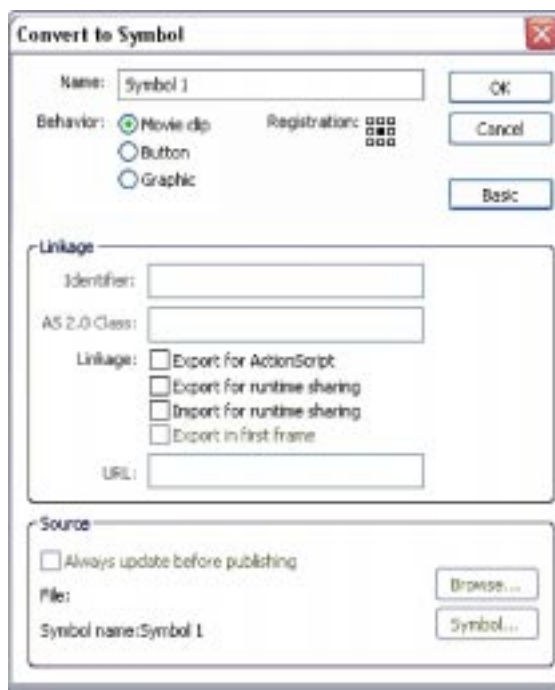 Convert to Symbol
Name: Symbol 1
OK
Behavior: Movie clip
Registration:
Cancel
Button
Graphic
Basic
Linkage
Identifier:
AS 2.0 Class:
Linkage: Export for ActionScript
Export for runtime sharing
Import for runtime sharing
Export in first frame
URL:
Source
Always update before publishing
File:
Browse...
Symbol name:Symbol 1
Symbol...